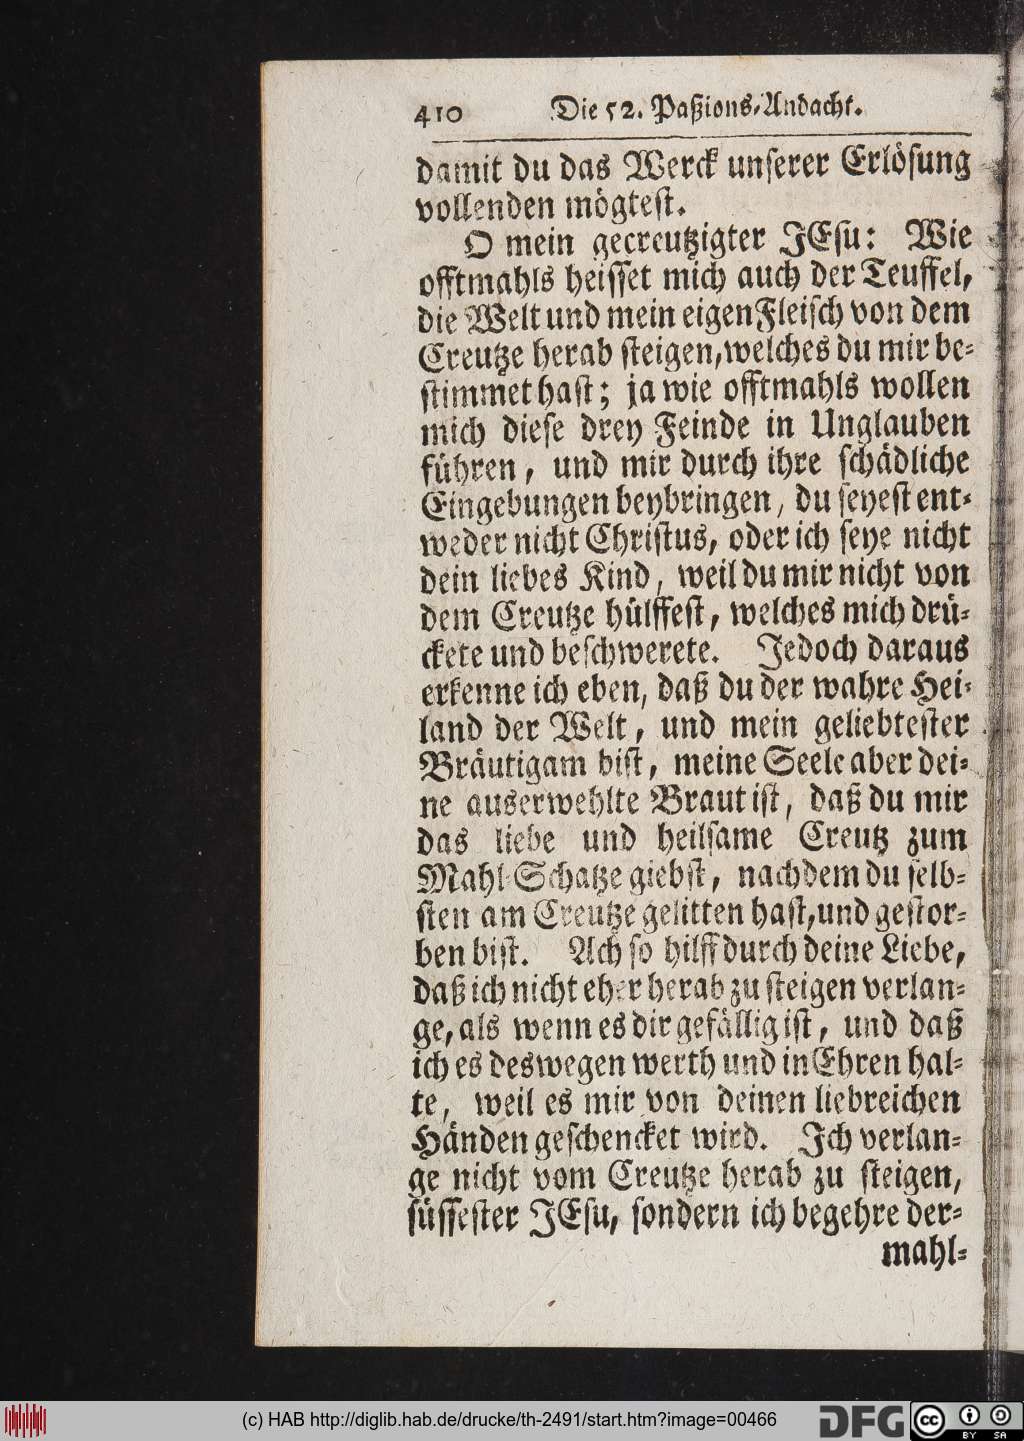 410 Die 52. Paßions-Andacht.
damit du das Werck unserer Erlösung
vollenden mögtest.
O mein gecreutzigter JEsu: Wie
offtmahls heisset mich auch der Teuffel,
die Welt und mein eigen Fleisch von dem
Creutze herab steigen, welches du mir be-
stimmet hast; ja wie offtmahls wollen
mich diese drey Feinde in Unglauben
führen, und mir durch ihre schädliche
Eingebungen beybringen, du seyest ent-
weder nicht Christus, oder ich seye nicht
dein liebes Kind, weil du mir nicht von
dem Creutze hülffest, welches mich drü-
ckete und beschwerete. Jedoch daraus
erkenne ich eben, daß du der wahre Hei-
land der Welt, und mein geliebtester
Bräutigam bist, meine Seele aber dei-
ne auserwehlte Braut ist, daß du mir
das liebe und heilsame Creutz zum
Mahl-Schatze giebst, nachdem du selb-
sten am Creutze gelitten hast, und gestor-
ben bist. Ach so hilff durch deine Liebe,
daß ich nicht eher herab zu steigen verlan-
ge, als wenn es dir gefällig ist, und daß
ich es deswegen werth und in Ehren hal-
te, weil es mir von deinen liebreichen
Händen geschencket wird. Ich verlan-
ge nicht vom Creutze herab zu steigen,
süssester JEsu, sondern ich begehre der-
mahl-
(c) HAB http://diglib.hab.de/drucke/th-2491/start.htm?image=00466
DFG
cc BY SA